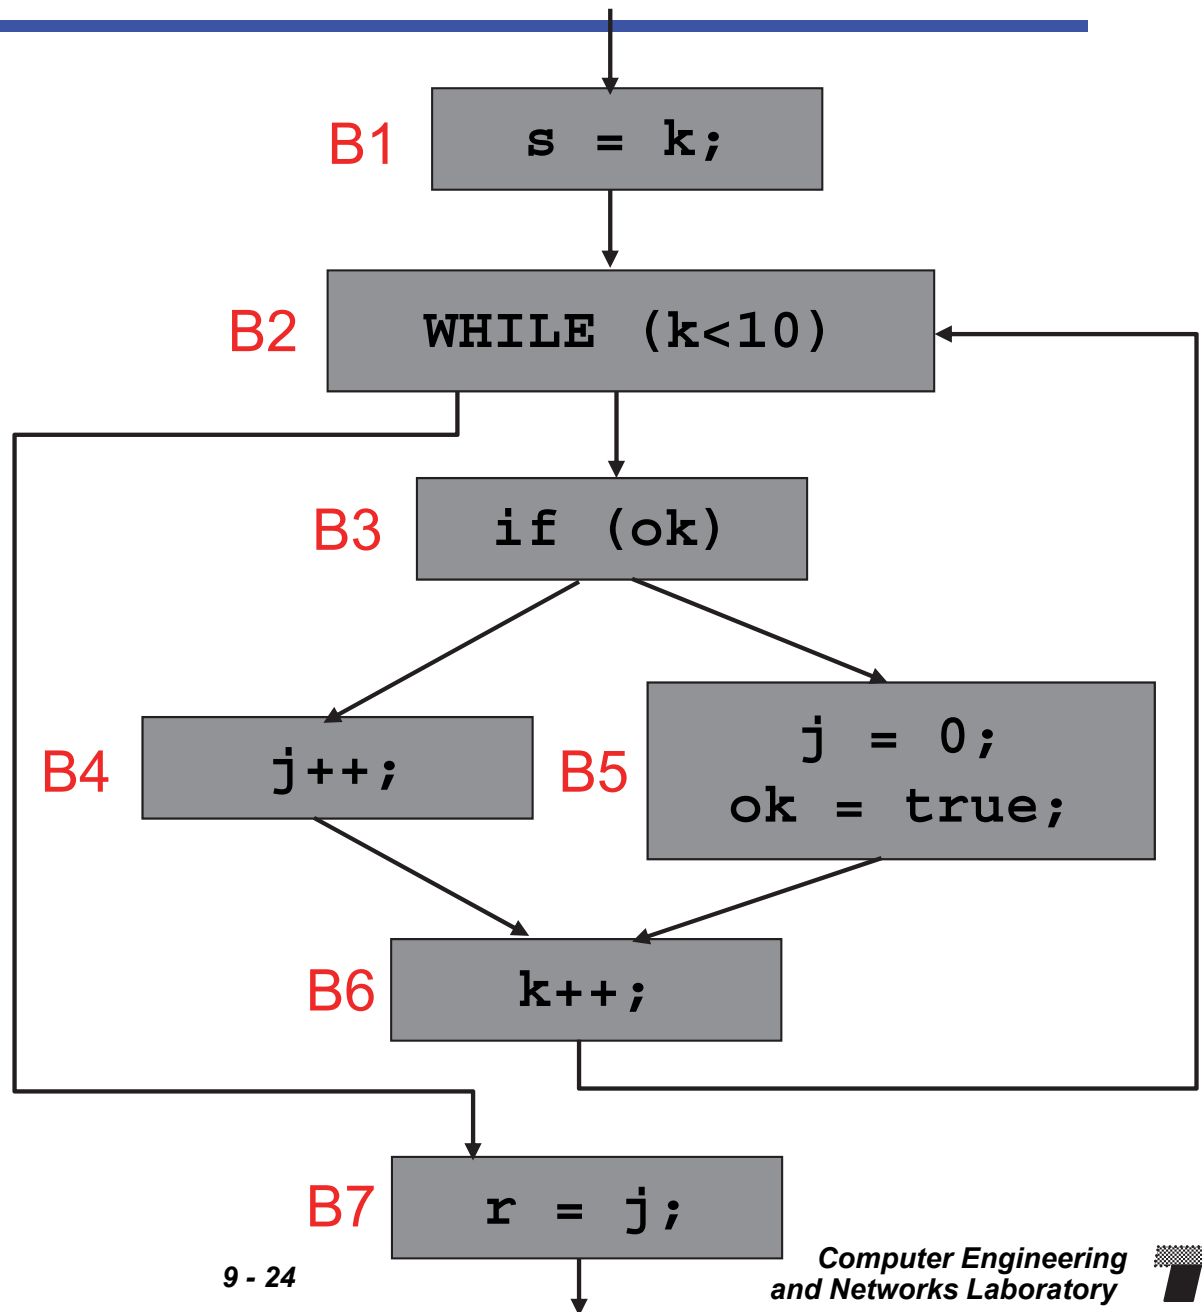 B1
s = k;
B2
WHILE (k<10)
B3
if (ok)
B4
j++;
B5
j = 0;
ok = true;
B6
k++;
B7
r = j;
9 - 24
Computer Engineering
and Networks Laboratory